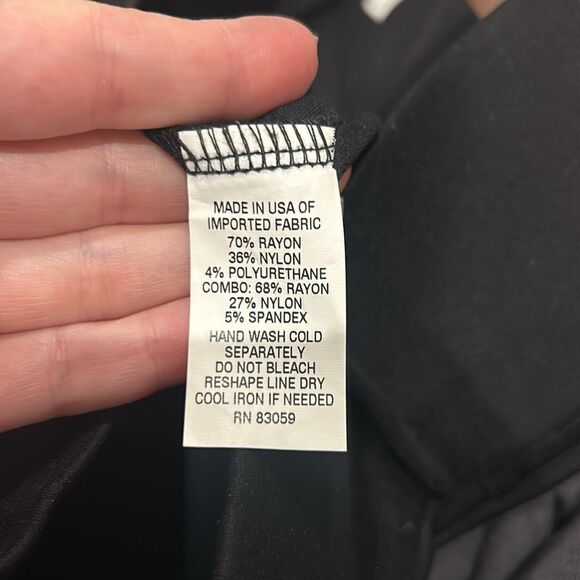 MADE IN USA OF
IMPORTED FABRIC
70% RAYON
36% NYLON
4% POLYURETHANE
COMBO: 68% RAYON
27% NYLON
5% SPANDEX
HAND WASH COLD
SEPARATELY
DO NOT BLEACH
RESHAPE LINE DRY
COOL IRON IF NEEDED
RN 83059